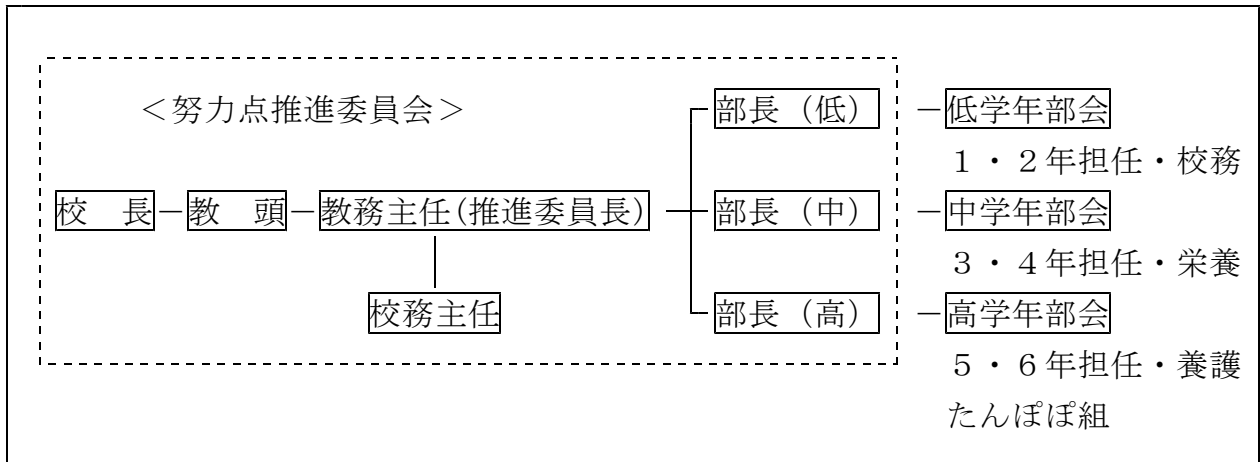 ＜努力点推進委員会＞ 部長（低） －低学年部会
１・２年担任・校務
校　長－教　頭－教務主任(推進委員長) 部長（中） －中学年部会
３・４年担任・栄養
校務主任 部長（高） －高学年部会
５・６年担任・養護
たんぽぽ組